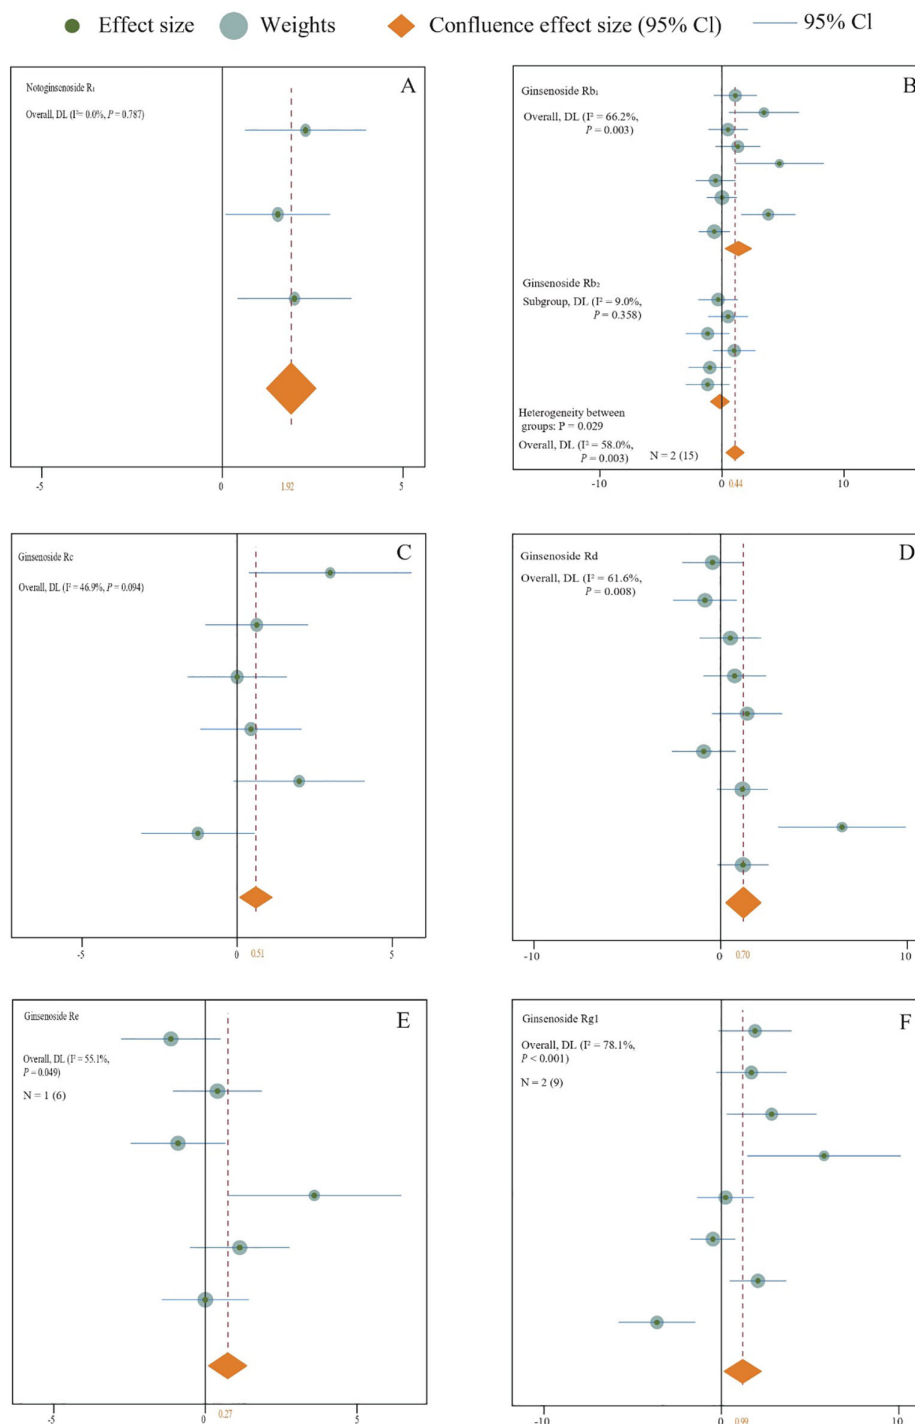 Effect size Weights Confluence effect size (95% Cl) 95% Cl
A
Notoginsenoside R₁
Overall, DL (I²= 0.0%, P = 0.787)
-5 0 1.92 5
B
Ginsenoside Rb₁
Overall, DL (I² = 66.2%,
P = 0.003)
Ginsenoside Rb₂
Subgroup, DL (I² = 9.0%,
P = 0.358)
Heterogeneity between
groups: P = 0.029
Overall, DL (I² = 58.0%,
P = 0.003) N = 2 (15)
-10 0 0.44 10
C
Ginsenoside Rc
Overall, DL (I² = 46.9%, P = 0.094)
-5 0 0.51 5
D
Ginsenoside Rd
Overall, DL (I² = 61.6%,
P = 0.008)
-10 0 0.70 10
E
Ginsenoside Re
Overall, DL (I² = 55.1%,
P = 0.049)
N = 1 (6)
-5 0 0.27 5
F
Ginsenoside Rg1
Overall, DL (I² = 78.1%,
P < 0.001)
N = 2 (9)
-10 0 0.99 10